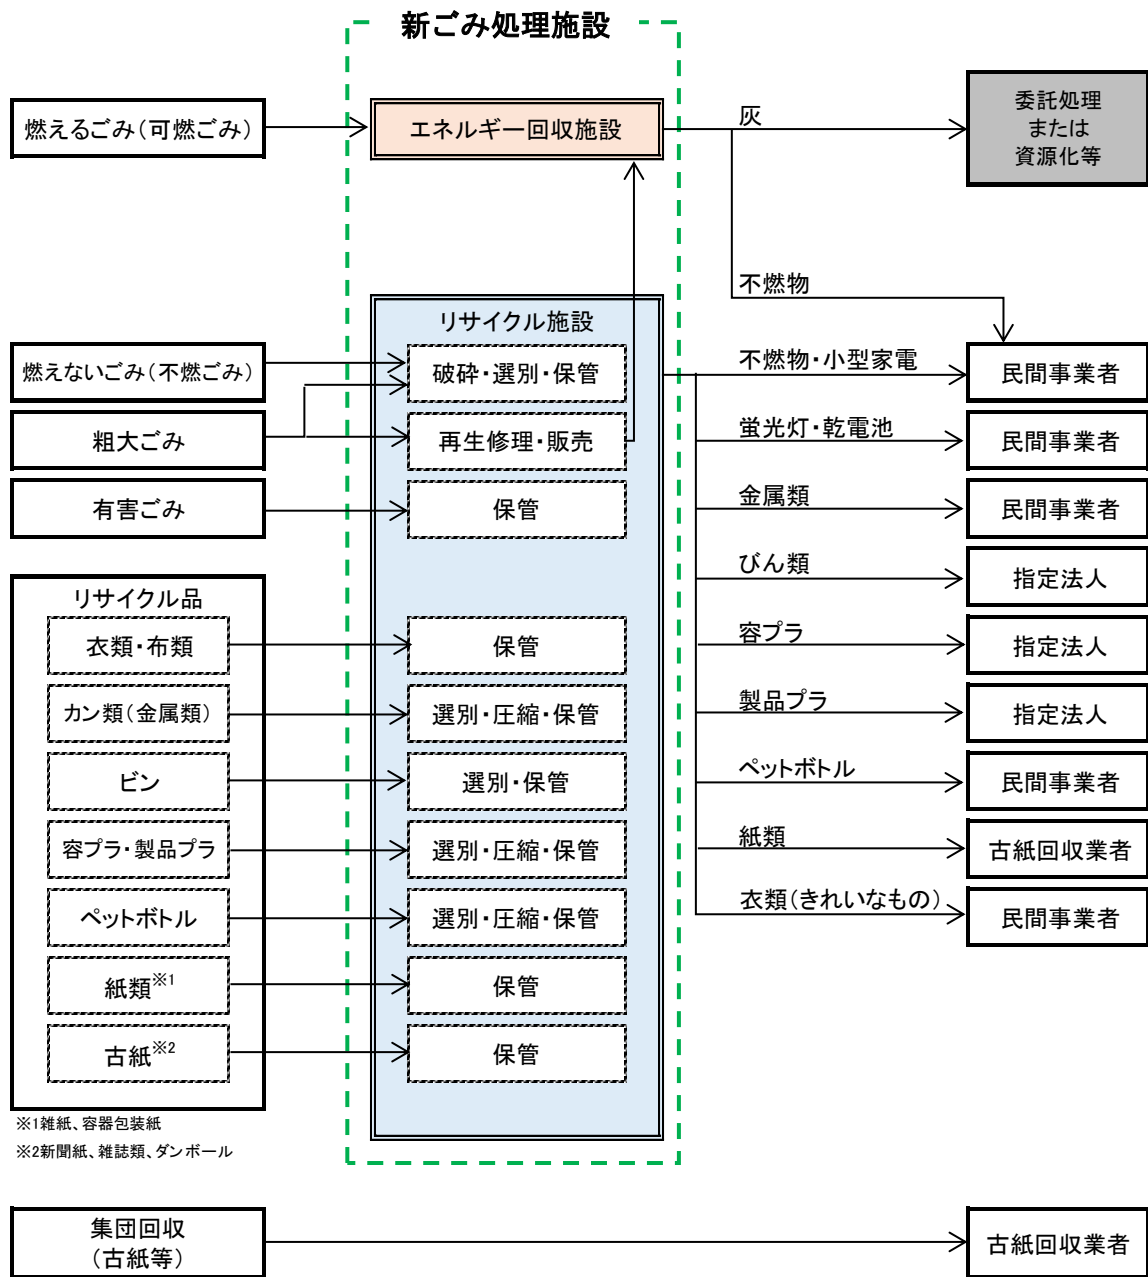 新ごみ処理施設
燃えるごみ（可燃ごみ）
エネルギー回収施設
灰
委託処理
または
資源化等
不燃物
リサイクル施設
燃えないごみ（不燃ごみ）
破砕・選別・保管
不燃物・小型家電
民間事業者
粗大ごみ
再生修理・販売
蛍光灯・乾電池
民間事業者
有害ごみ
保管
金属類
民間事業者
びん類
指定法人
リサイクル品
衣類・布類
保管
容プラ
指定法人
カン類（金属類）
選別・圧縮・保管
製品プラ
指定法人
ビン
選別・保管
ペットボトル
民間事業者
容プラ・製品プラ
選別・圧縮・保管
紙類
古紙回収業者
ペットボトル
選別・圧縮・保管
衣類（きれいなもの）
民間事業者
紙類※1
保管
古紙※2
保管
※1雑紙、容器包装紙
※2新聞紙、雑誌類、ダンボール
集団回収
（古紙等）
古紙回収業者